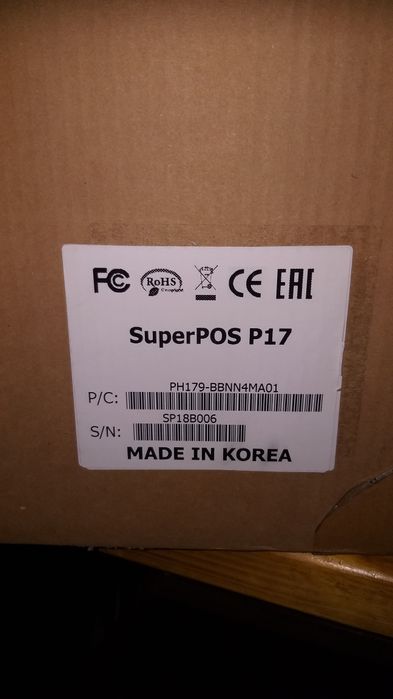 FC RoHS CE EAC
SuperPOS P17
PH179-BBNN4MA01
P/C:
SP18B006
S/N:
MADE IN KOREA